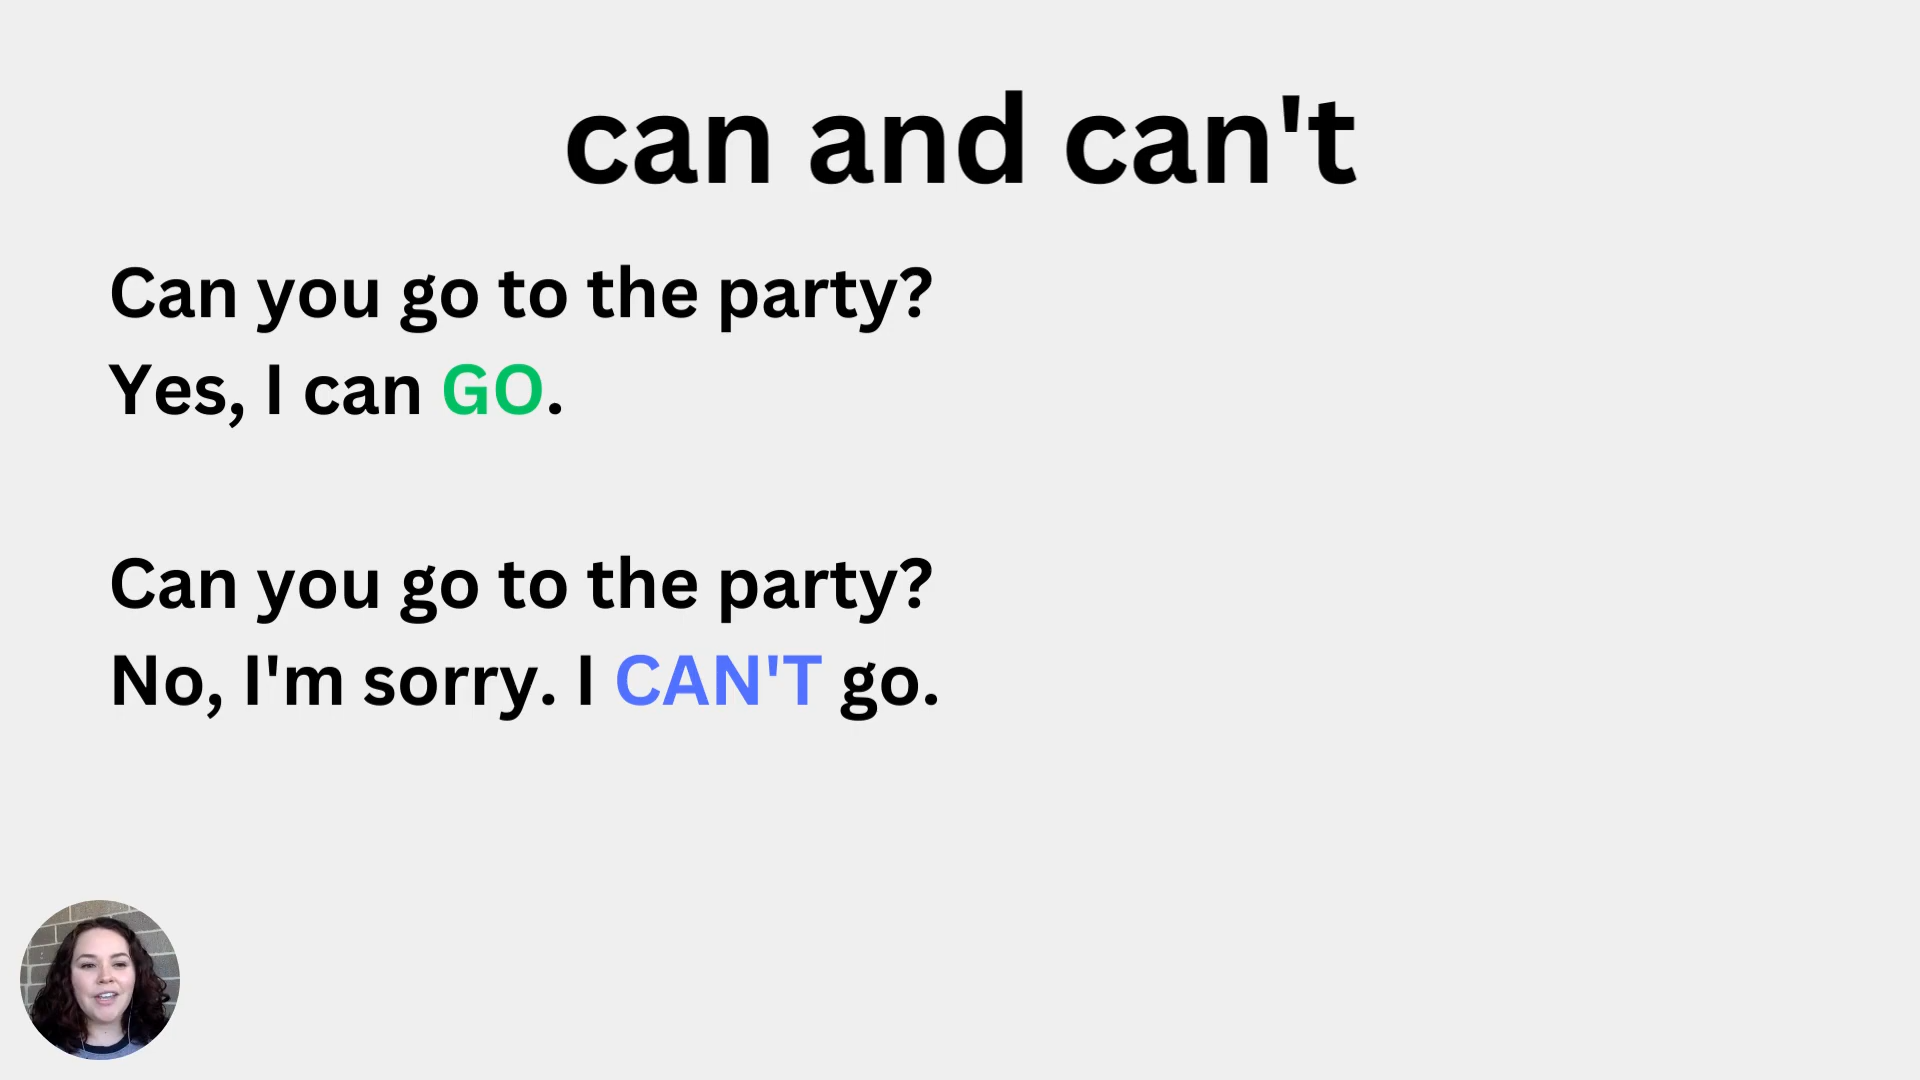 can and can't
Can you go to the party?
Yes, I can GO.
Can you go to the party?
No, I'm sorry. I CAN'T go.